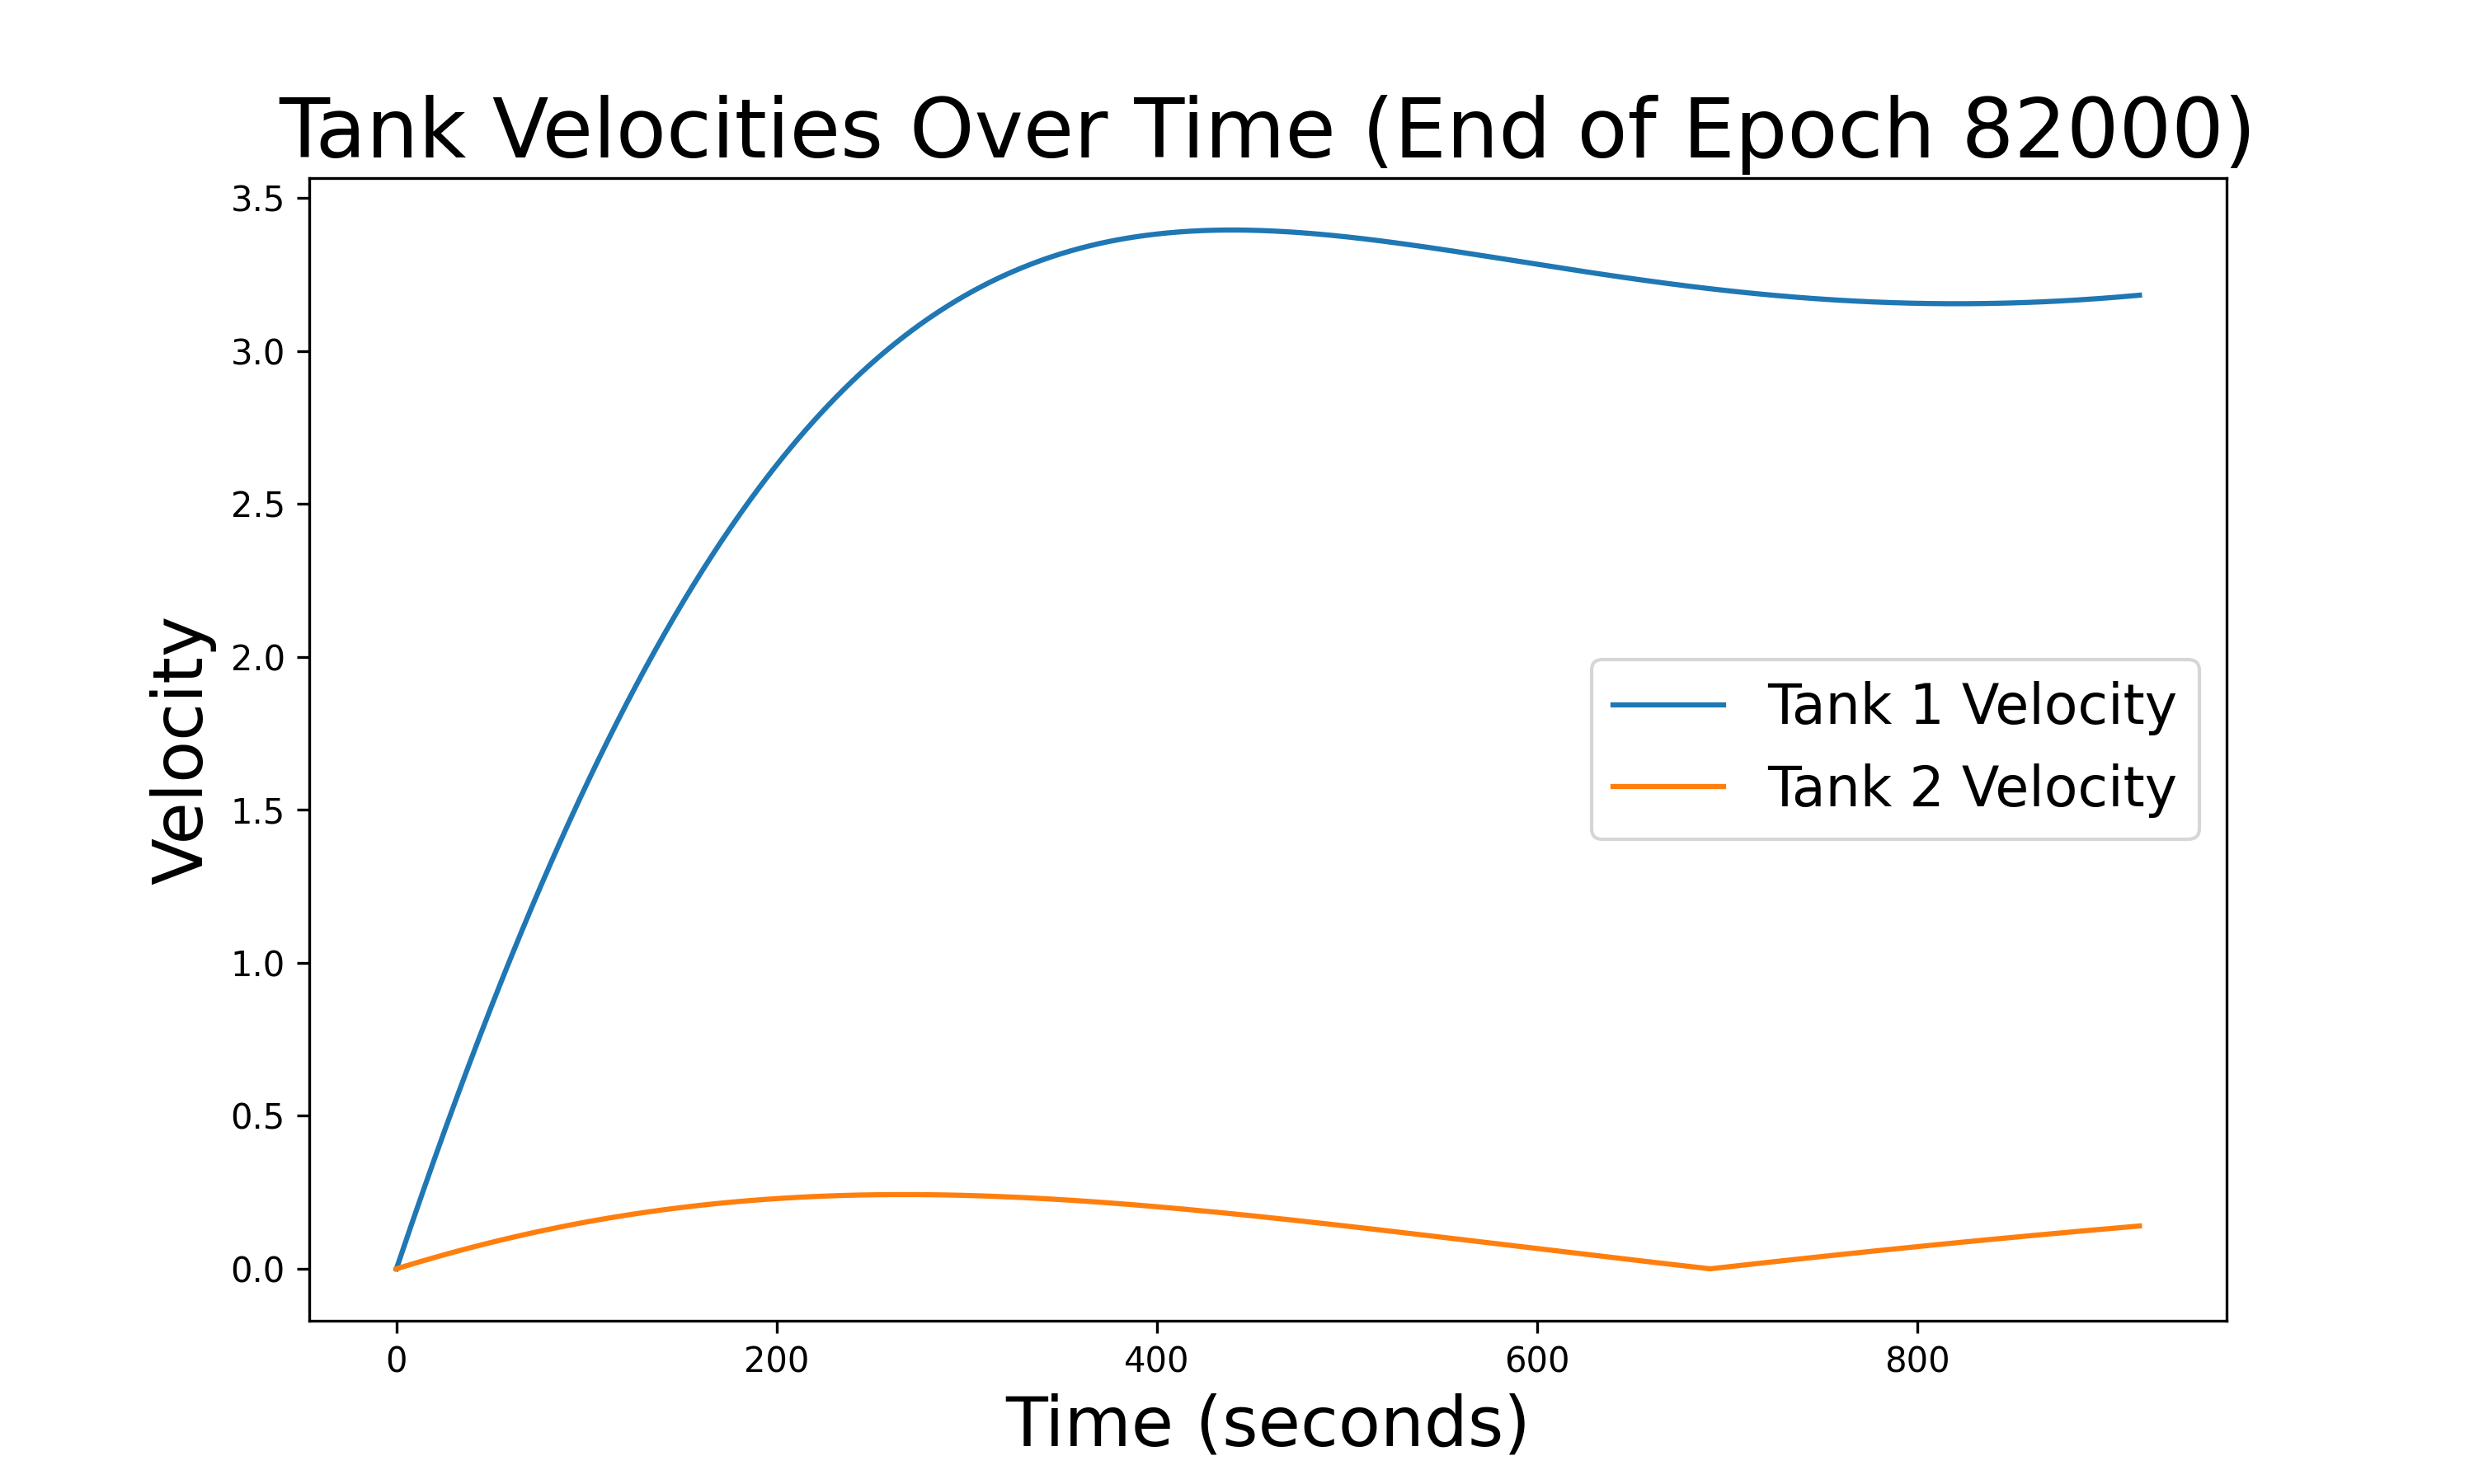 Tank Velocities Over Time (End of Epoch 82000)
3.5
3.0
2.5
2.0
1.5
1.0
0.5
0.0
Velocity
Tank 1 Velocity
Tank 2 Velocity
0 200 400 600 800
Time (seconds)